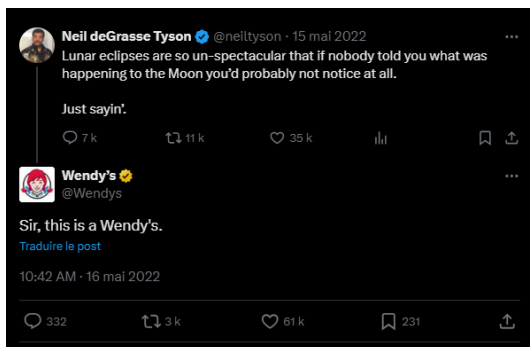 Neil deGrasse Tyson @neiltyson · 15 mai 2022
Lunar eclipses are so un-spectacular that if nobody told you what was
happening to the Moon you'd probably not notice at all.
Just sayin'.
7 k 11 k 35 k
Wendy's
@Wendys
Sir, this is a Wendy's.
Traduire le post
10:42 AM · 16 mai 2022
332 3 k 61 k 231